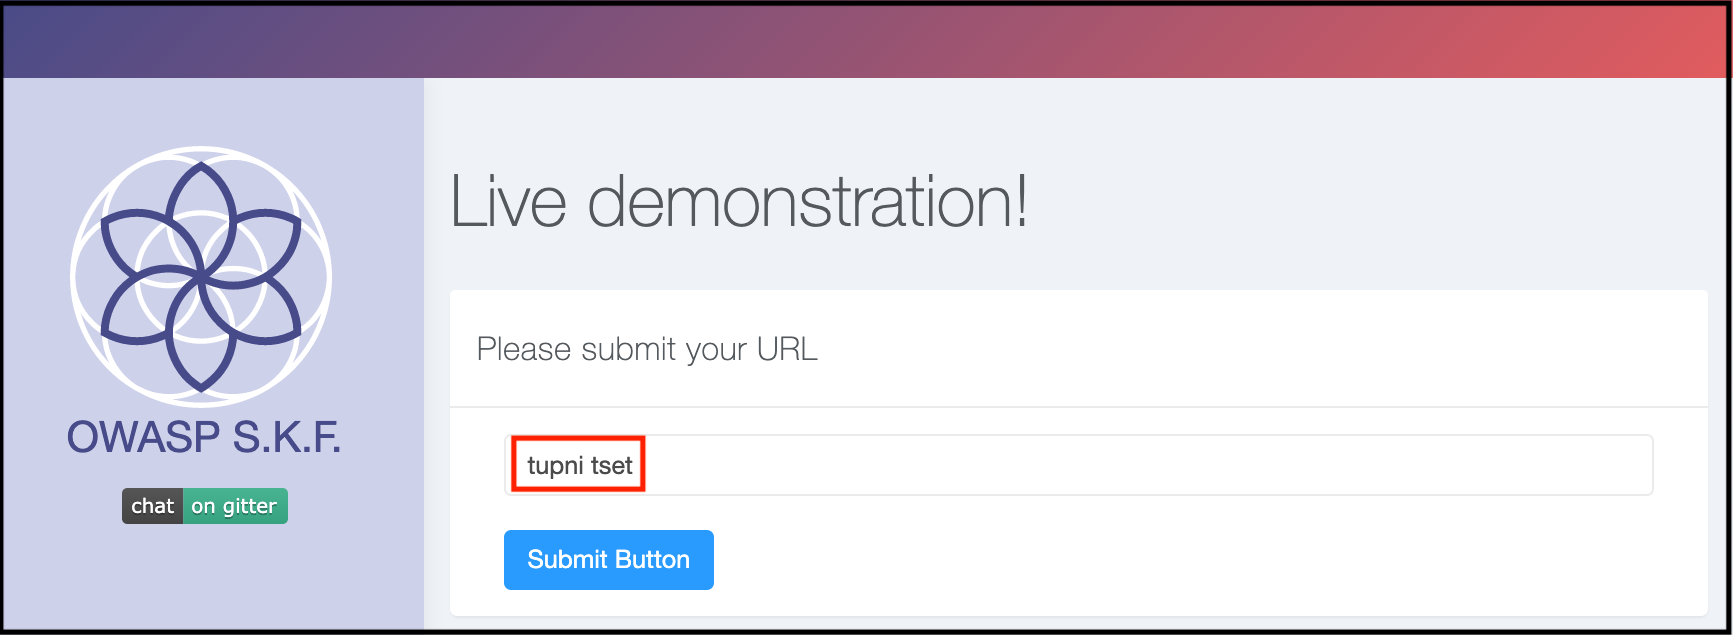 Live demonstration!
Please submit your URL
tupni tset
Submit Button
OWASP S.K.F.
chat on gitter